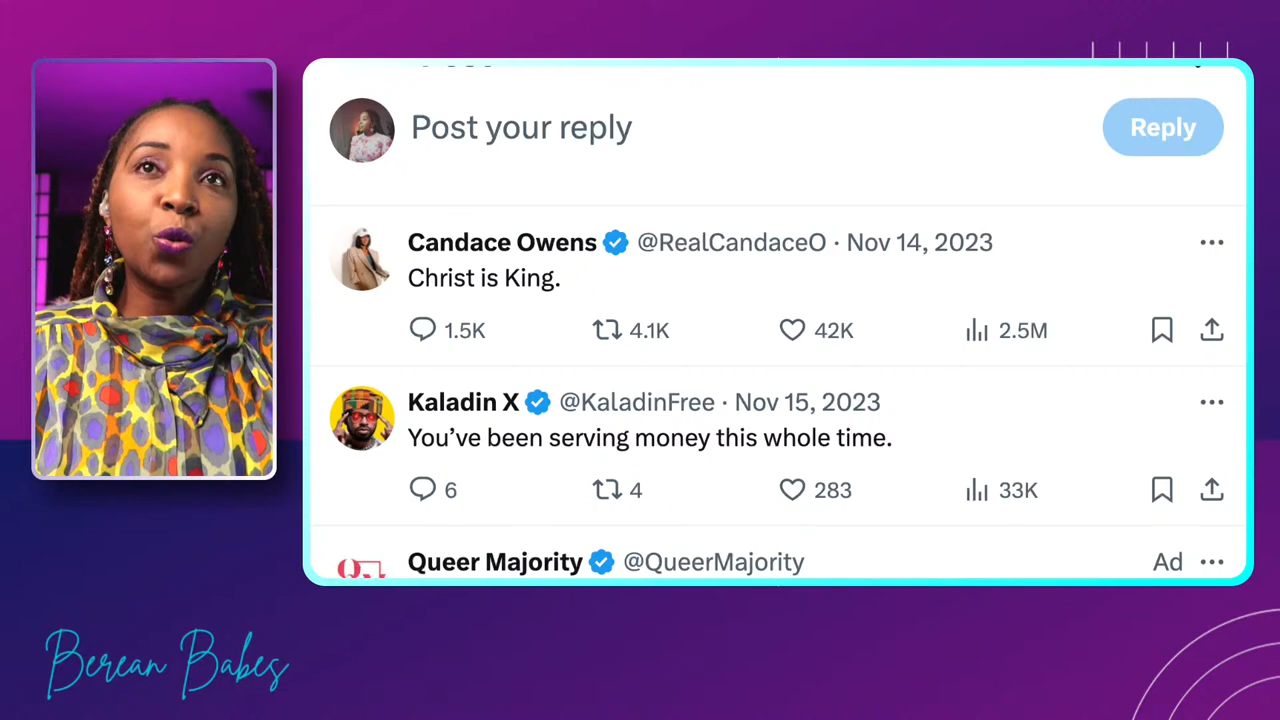 Post your reply
Reply
Candace Owens @RealCandaceO · Nov 14, 2023
Christ is King.
1.5K 4.1K 42K 2.5M
Kaladin X @KaladinFree · Nov 15, 2023
You’ve been serving money this whole time.
6 4 283 33K
Queer Majority @QueerMajority Ad
Berean Babes